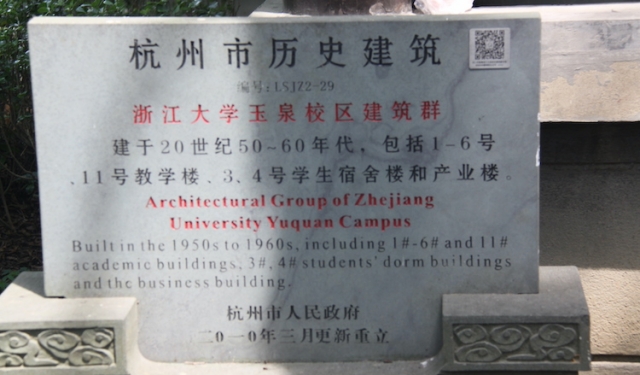 杭州市历史建筑
编号:LSJZ2-29
浙江大学玉泉校区建筑群
建于20世纪50-60年代，包括1-6号
、11号教学楼、3、4号学生宿舍楼和产业楼。
Architectural Group of Zhejiang
University Yuquan Campus
Built in the 1950s to 1960s, including 1#-6# and 11#
academic buildings, 3#, 4# students' dorm buildings
and the business building.
杭州市人民政府
二0一0年三月更新重立